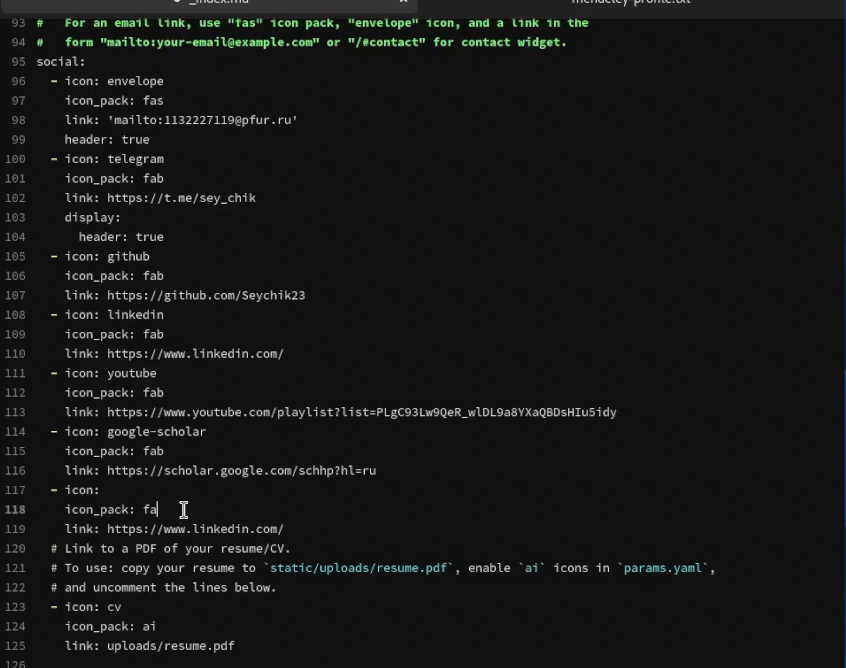 _index.md × mendeley-profile.txt
93 #   For an email link, use "fas" icon pack, "envelope" icon, and a link in the
94 #   form "mailto:your-email@example.com" or "/#contact" for contact widget.
95 social:
96   - icon: envelope
97     icon_pack: fas
98     link: 'mailto:1132227119@pfur.ru'
99     header: true
100   - icon: telegram
101     icon_pack: fab
102     link: https://t.me/sey_chik
103     display:
104       header: true
105   - icon: github
106     icon_pack: fab
107     link: https://github.com/Seychik23
108   - icon: linkedin
109     icon_pack: fab
110     link: https://www.linkedin.com/
111   - icon: youtube
112     icon_pack: fab
113     link: https://www.youtube.com/playlist?list=PLgC93Lw9QeR_wlDL9a8YXaQBDsHIu5idy
114   - icon: google-scholar
115     icon_pack: fab
116     link: https://scholar.google.com/schhp?hl=ru
117   - icon:
118     icon_pack: fa
119     link: https://www.linkedin.com/
120   # Link to a PDF of your resume/CV.
121   # To use: copy your resume to `static/uploads/resume.pdf`, enable `ai` icons in `params.yaml`,
122   # and uncomment the lines below.
123   - icon: cv
124     icon_pack: ai
125     link: uploads/resume.pdf
126